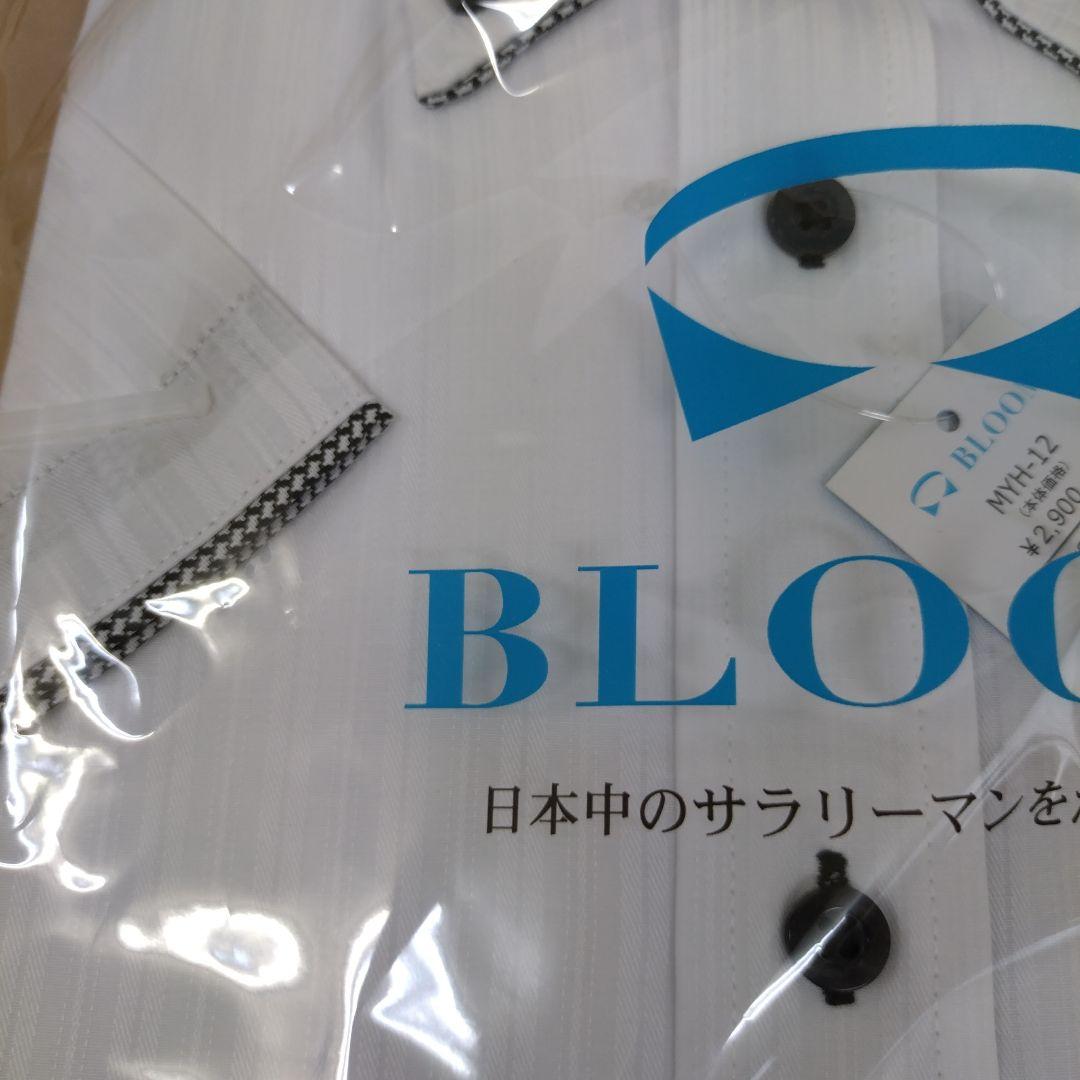 BLOO
MYH-12
(本体価格)
¥2,900
BLOO
日本中のサラリーマンを